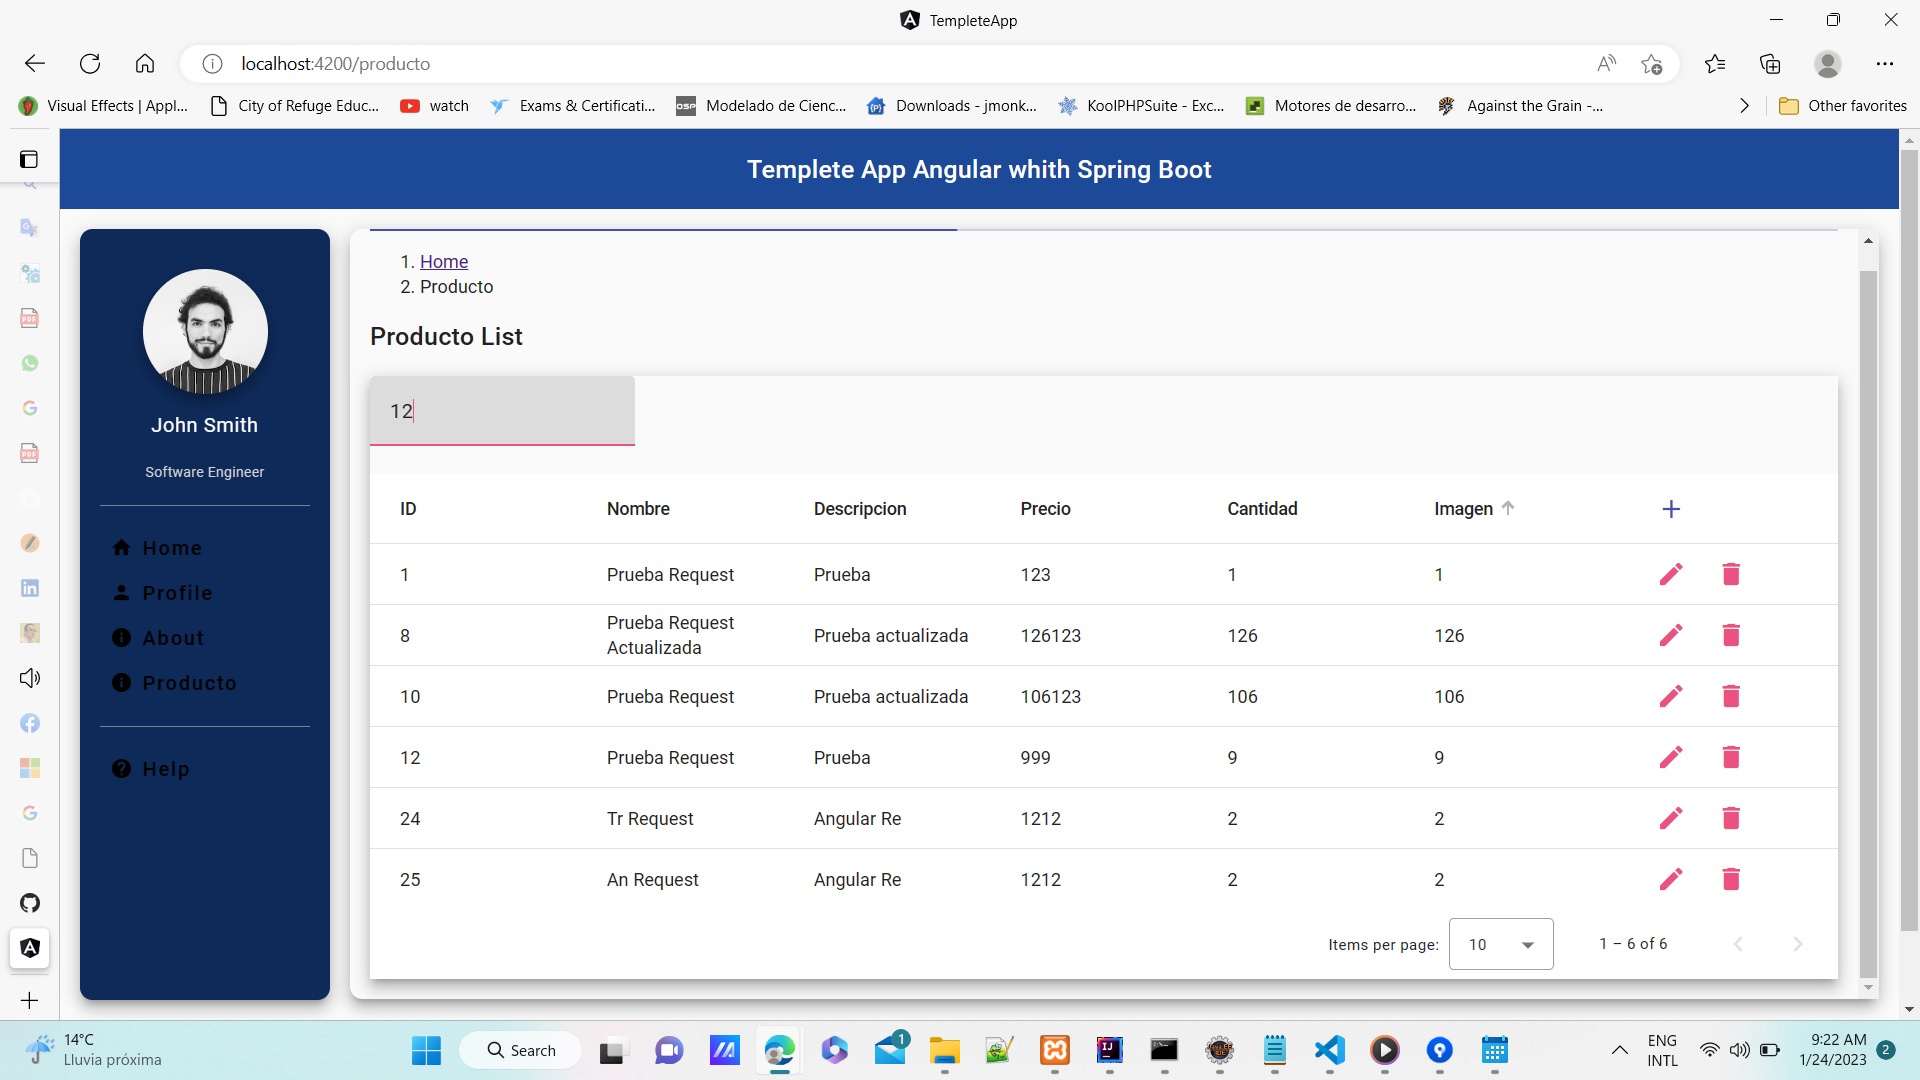 TempleteApp
localhost:4200/producto
Visual Effects | Appl...
City of Refuge Educ...
watch
Exams & Certificati...
OSP
Modelado de Cienc...
Downloads - jmonk...
KoolPHPSuite - Exc...
Motores de desarro...
Against the Grain -...
Other favorites
Templete App Angular whith Spring Boot
John Smith
Software Engineer
Home
Profile
About
Producto
Help
1. Home
2. Producto
Producto List
12
ID Nombre Descripcion Precio Cantidad Imagen
1 Prueba Request Prueba 123 1 1
8 Prueba Request Actualizada Prueba actualizada 126123 126 126
10 Prueba Request Prueba actualizada 106123 106 106
12 Prueba Request Prueba 999 9 9
24 Tr Request Angular Re 1212 2 2
25 An Request Angular Re 1212 2 2
Items per page: 10 1 – 6 of 6
14°C
Lluvia próxima
Search
1
ENG
INTL
9:22 AM
1/24/2023
2